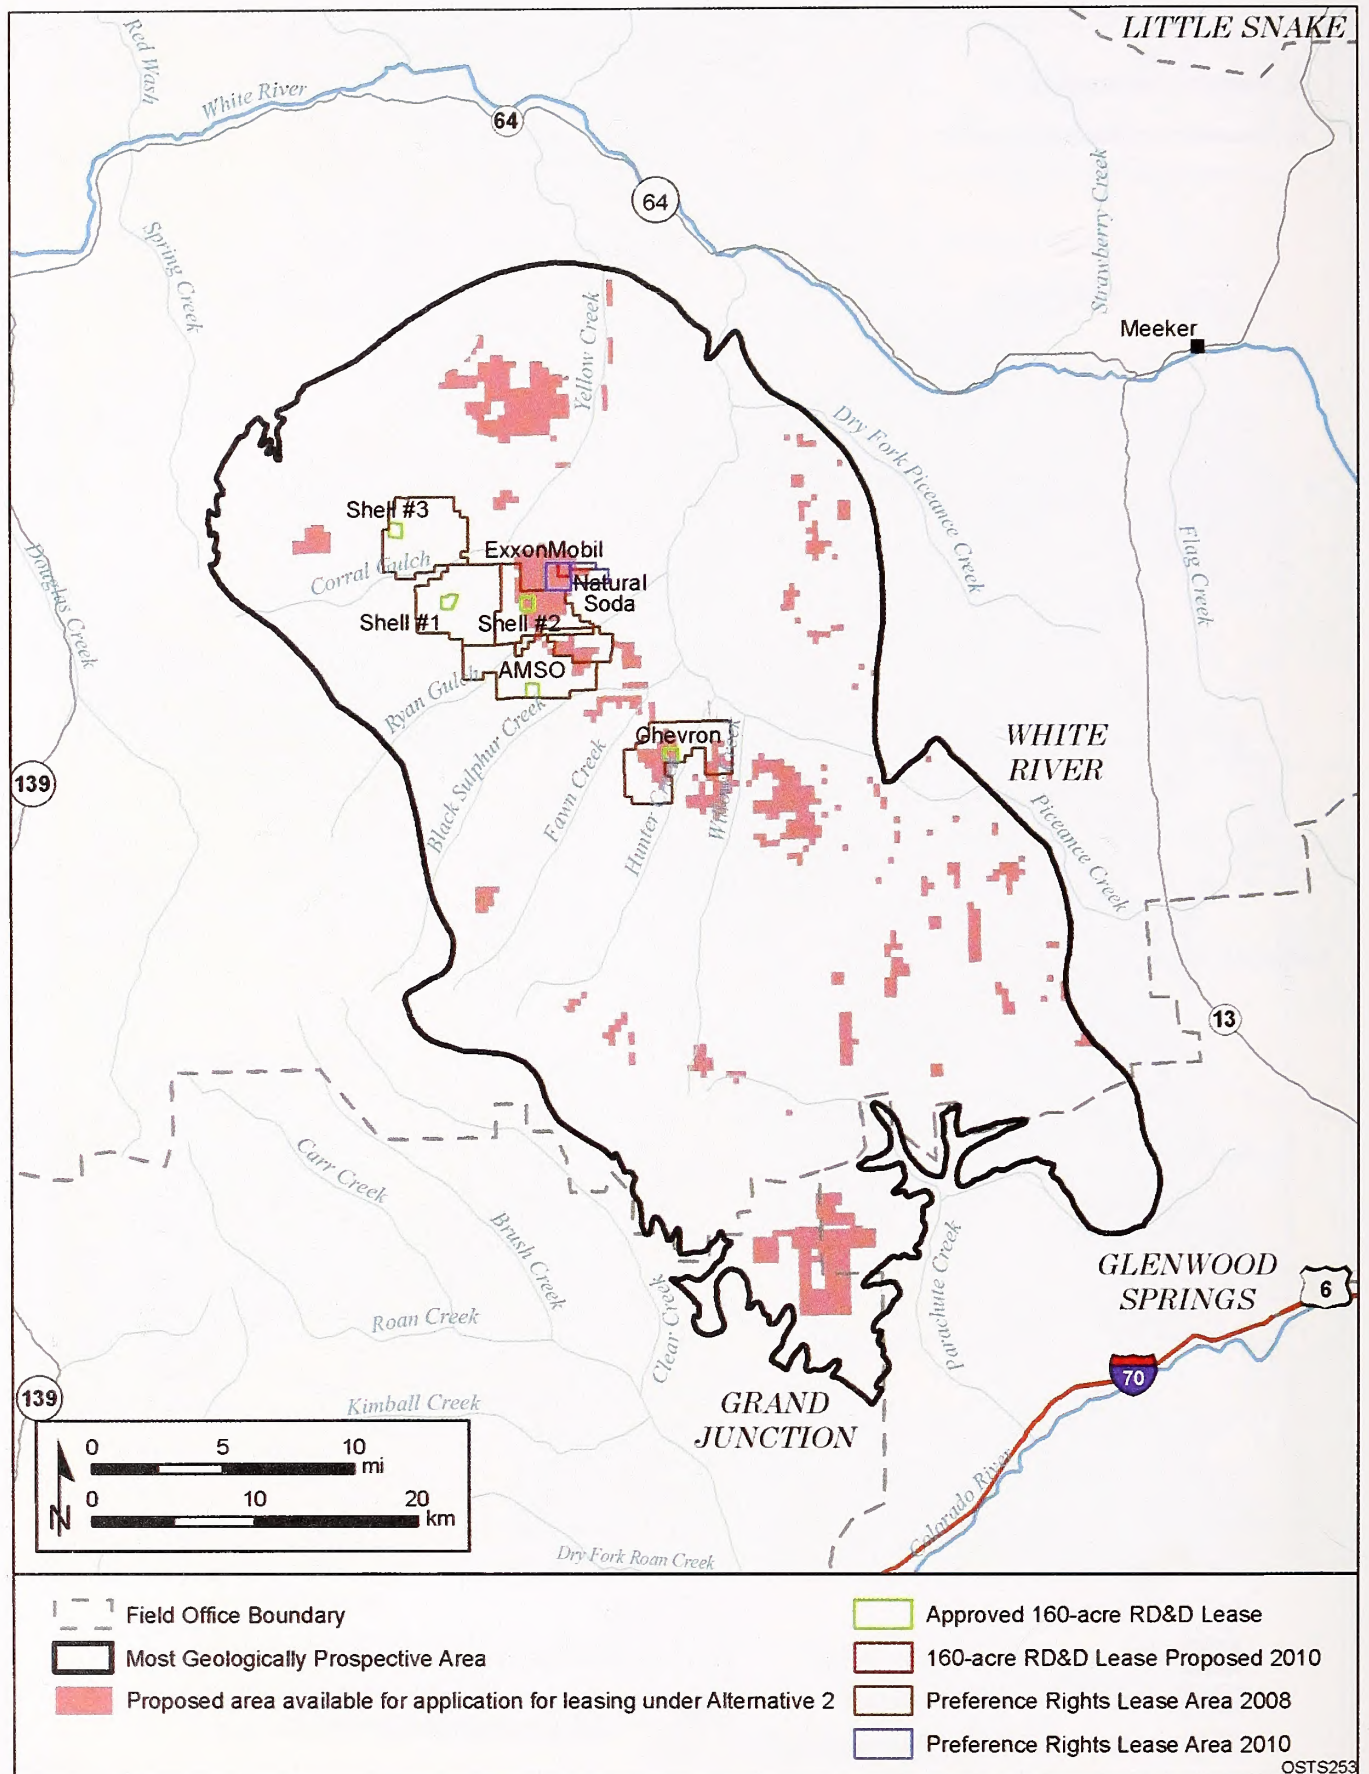 LITTLE SNAKE
Red Wash
White River
64
64
Strawberry Creek
Spring Creek
Yellow Creek
Meeker
Dry Fork Piceance Creek
Shell #3
ExxonMobil
Corral Gulch
Natural
Soda
Flag Creek
Douglas Creek
Shell #1
Shell #2
AMSO
Ryan Gulch
Black Sulphur Creek
Chevron
WHITE
RIVER
139
Fawn Creek
Hunter Creek
Willow Creek
Piceance Creek
13
Carr Creek
Brush Creek
Roan Creek
Clear Creek
Parachute Creek
GLENWOOD
SPRINGS
6
70
139
Kimball Creek
GRAND
JUNCTION
Colorado River
Dry Fork Roan Creek
N
0 5 10
mi
0 10 20
km
Field Office Boundary
Most Geologically Prospective Area
Proposed area available for application for leasing under Alternative 2
Approved 160-acre RD&D Lease
160-acre RD&D Lease Proposed 2010
Preference Rights Lease Area 2008
Preference Rights Lease Area 2010
OSTS253